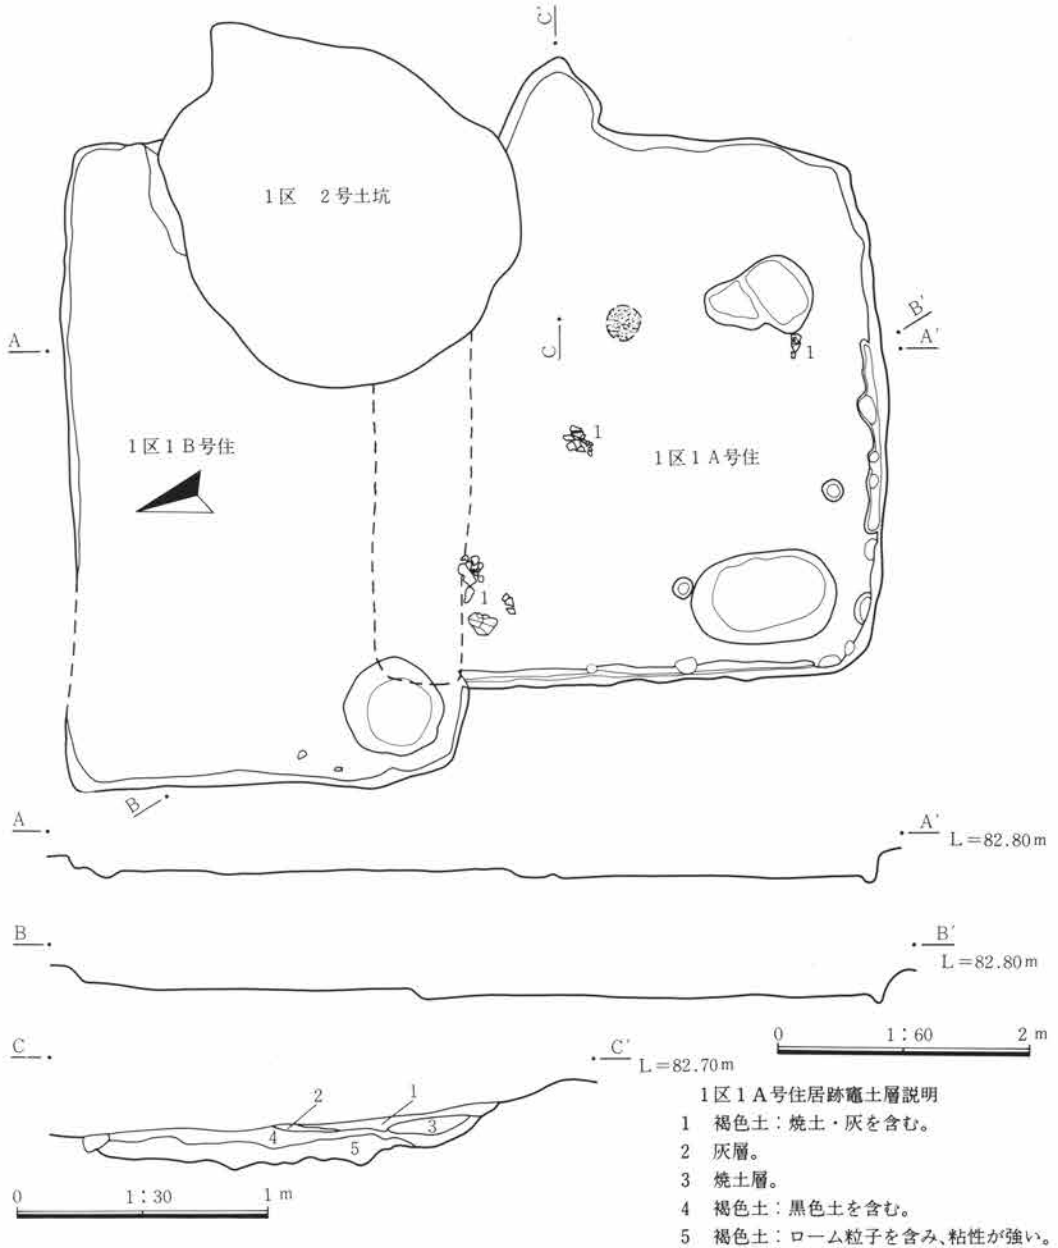 C'
1区 2号土坑
B'
A
A'
C
1
1区1B号住
1
1区1A号住
1
B
A
A'
L=82.80m
B
B'
L=82.80m
0 1:60 2m
C
C'
L=82.70m
2
1
4
3
5
0 1:30 1m
1区1A号住居跡竈土層説明
1 褐色土:焼土・灰を含む。
2 灰層。
3 焼土層。
4 褐色土:黒色土を含む。
5 褐色土:ローム粒子を含み、粘性が強い。